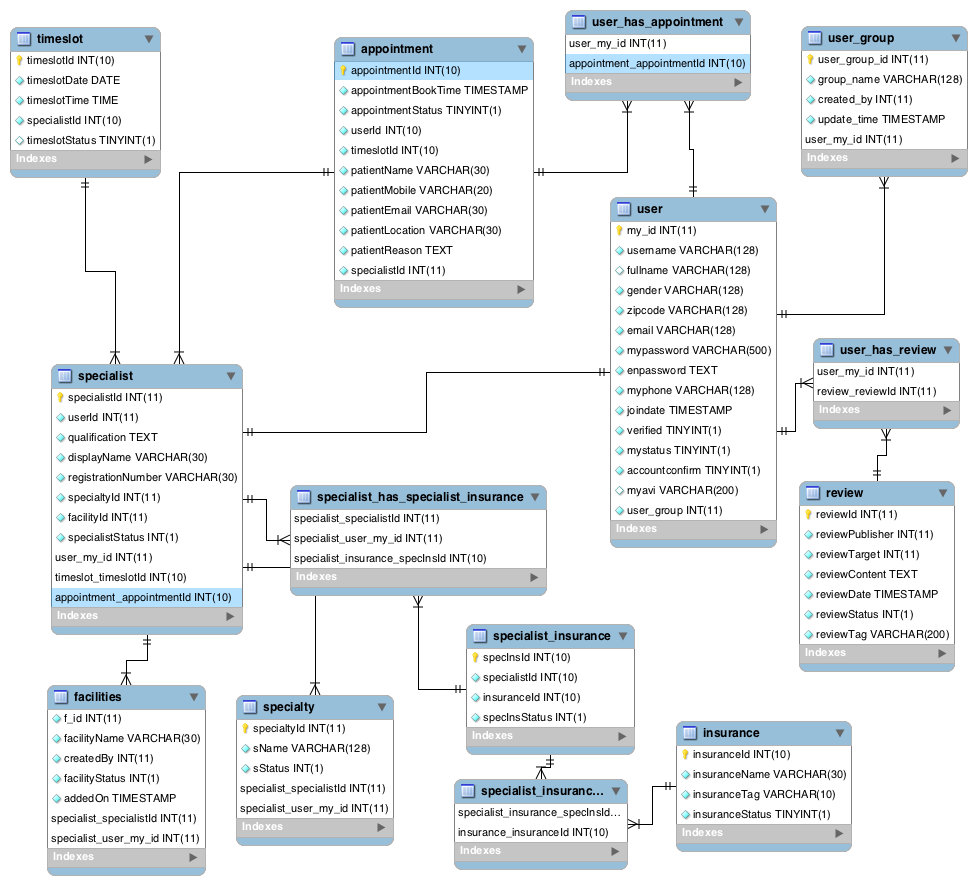 timeslot
timeslotId INT(10)
timeslotDate DATE
timeslotTime TIME
specialistId INT(10)
timeslotStatus TINYINT(1)
Indexes
appointment
appointmentId INT(10)
appointmentBookTime TIMESTAMP
appointmentStatus TINYINT(1)
userId INT(10)
timeslotId INT(10)
patientName VARCHAR(30)
patientMobile VARCHAR(20)
patientEmail VARCHAR(30)
patientLocation VARCHAR(30)
patientReason TEXT
specialistId INT(11)
Indexes
user_has_appointment
user_my_id INT(11)
appointment_appointmentId INT(10)
Indexes
user_group
user_group_id INT(11)
group_name VARCHAR(128)
created_by INT(11)
update_time TIMESTAMP
user_my_id INT(11)
Indexes
user
my_id INT(11)
username VARCHAR(128)
fullname VARCHAR(128)
gender VARCHAR(128)
zipcode VARCHAR(128)
email VARCHAR(128)
mypassword VARCHAR(500)
enpassword TEXT
myphone VARCHAR(128)
joindate TIMESTAMP
verified TINYINT(1)
mystatus TINYINT(1)
accountconfirm TINYINT(1)
myavi VARCHAR(200)
user_group INT(11)
Indexes
user_has_review
user_my_id INT(11)
review_reviewId INT(11)
Indexes
specialist
specialistId INT(11)
userId INT(11)
qualification TEXT
displayName VARCHAR(30)
registrationNumber VARCHAR(30)
specialtyId INT(11)
facilityId INT(11)
specialistStatus INT(1)
user_my_id INT(11)
timeslot_timeslotId INT(10)
appointment_appointmentId INT(10)
Indexes
specialist_has_specialist_insurance
specialist_specialistId INT(11)
specialist_user_my_id INT(11)
specialist_insurance_specInsId INT(10)
Indexes
review
reviewId INT(11)
reviewPublisher INT(11)
reviewTarget INT(11)
reviewContent TEXT
reviewDate TIMESTAMP
reviewStatus INT(1)
reviewTag VARCHAR(200)
Indexes
facilities
f_id INT(11)
facilityName VARCHAR(30)
createdBy INT(11)
facilityStatus INT(1)
addedOn TIMESTAMP
specialist_specialistId INT(11)
specialist_user_my_id INT(11)
Indexes
specialty
specialtyId INT(11)
sName VARCHAR(128)
sStatus INT(1)
specialist_specialistId INT(11)
specialist_user_my_id INT(11)
Indexes
specialist_insurance
specInsId INT(10)
specialistId INT(10)
insuranceId INT(10)
specInsStatus INT(1)
Indexes
specialist_insuranc...
specialist_insurance_specInsId...
insurance_insuranceId INT(10)
Indexes
insurance
insuranceId INT(10)
insuranceName VARCHAR(30)
insuranceTag VARCHAR(10)
insuranceStatus TINYINT(1)
Indexes